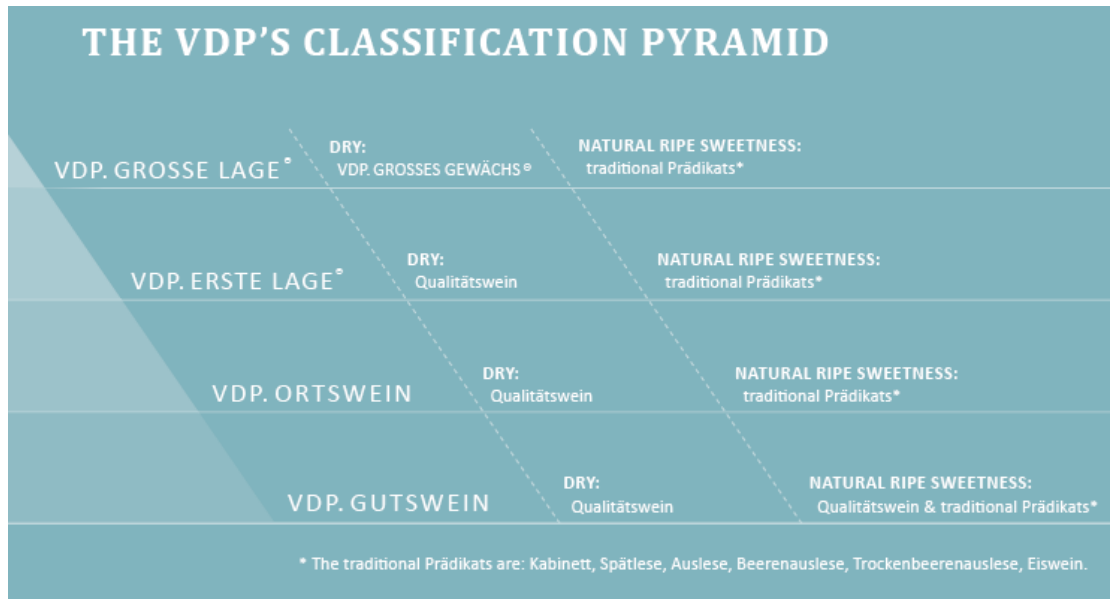 THE VDP'S CLASSIFICATION PYRAMID
VDP. GROSSE LAGE®
DRY:
VDP. GROSSES GEWÄCHS®
NATURAL RIPE SWEETNESS:
traditional Prädikats*
VDP. ERSTE LAGE®
DRY:
Qualitätswein
NATURAL RIPE SWEETNESS:
traditional Prädikats*
VDP. ORTSWEIN
DRY:
Qualitätswein
NATURAL RIPE SWEETNESS:
traditional Prädikats*
VDP. GUTSWEIN
DRY:
Qualitätswein
NATURAL RIPE SWEETNESS:
Qualitätswein & traditional Prädikats*
* The traditional Prädikats are: Kabinett, Spätlese, Auslese, Beerenauslese, Trockenbeerenauslese, Eiswein.